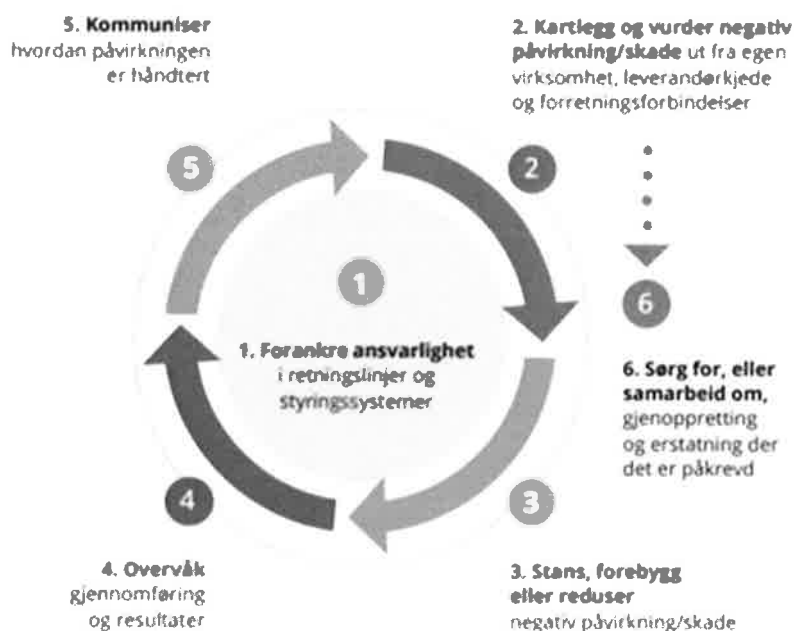 5. Kommuniser
hvordan påvirkningen
er håndtert
2. Kartlegg og vurder negativ
påvirkning/skade ut fra egen
virksomhet, leverandørkjede
og forretningsforbindelser
5
2
1
6
1. Forankre ansvarlighet
i retningslinjer og
styringssystemer
6. Sørg for, eller
samarbeid om,
gjenoppretting
og erstatning der
det er påkrevd
4
3
4. Overvåk
gjennomføring
og resultater
3. Stans, forebygg
eller reduser
negativ påvirkning/skade